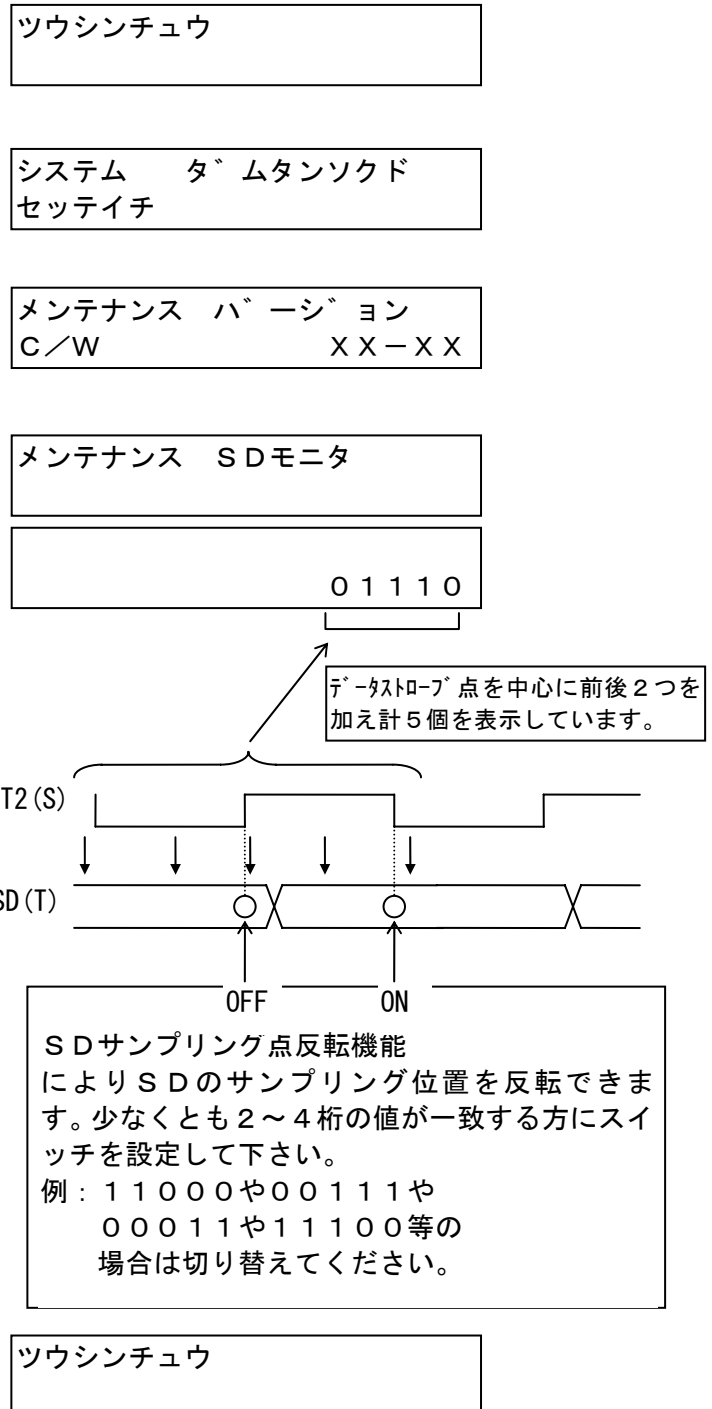 ツウシンチュウ
システム　　タ゛ムタンソクド
セッテイチ
メンテナンス　ハ゛ーシ゛ョン
C／W　　　　　　XX－XX
メンテナンス　SDモニタ
01110
ﾃﾞｰﾀｽﾄﾛｰﾌﾞ点を中心に前後２つを
加え計５個を表示しています。
T2(S)
SD(T)
OFF　　ON
ＳＤサンプリング点反転機能
によりＳＤのサンプリング位置を反転できま
す。少なくとも２～４桁の値が一致する方にスイ
ッチを設定して下さい。
例：１１０００や００１１１や
０００１１や１１１００等の
場合は切り替えてください。
ツウシンチュウ